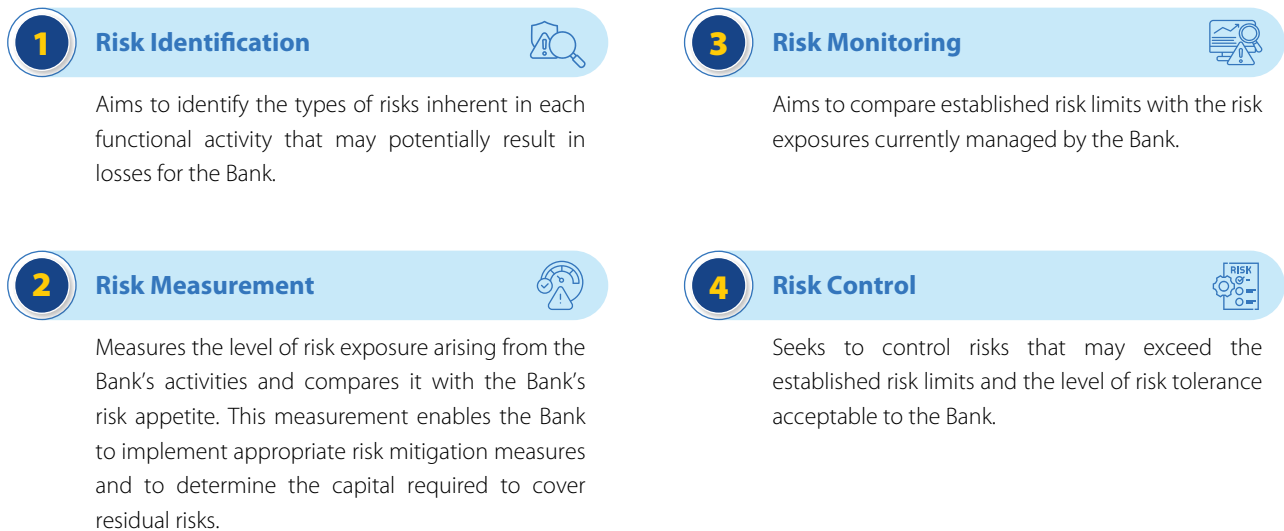 1
Risk Identification
Aims to identify the types of risks inherent in each
functional activity that may potentially result in
losses for the Bank.
2
Risk Measurement
Measures the level of risk exposure arising from the
Bank’s activities and compares it with the Bank’s
risk appetite. This measurement enables the Bank
to implement appropriate risk mitigation measures
and to determine the capital required to cover
residual risks.
3
Risk Monitoring
Aims to compare established risk limits with the risk
exposures currently managed by the Bank.
4
Risk Control
RISK
Seeks to control risks that may exceed the
established risk limits and the level of risk tolerance
acceptable to the Bank.